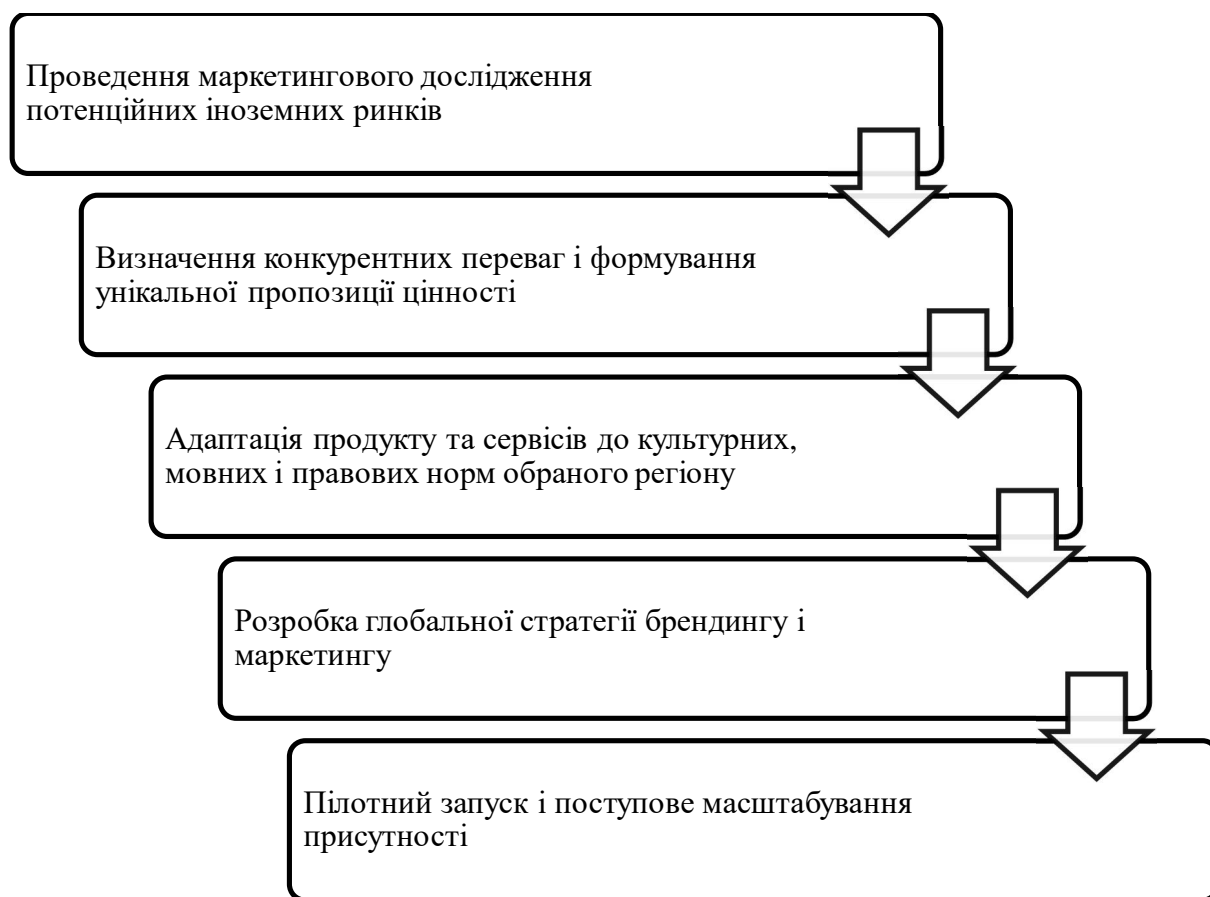 Проведення маркетингового дослідження
потенційних іноземних ринків
Визначення конкурентних переваг і формування
унікальної пропозиції цінності
Адаптація продукту та сервісів до культурних,
мовних і правових норм обраного регіону
Розробка глобальної стратегії брендингу і
маркетингу
Пілотний запуск і поступове масштабування
присутності